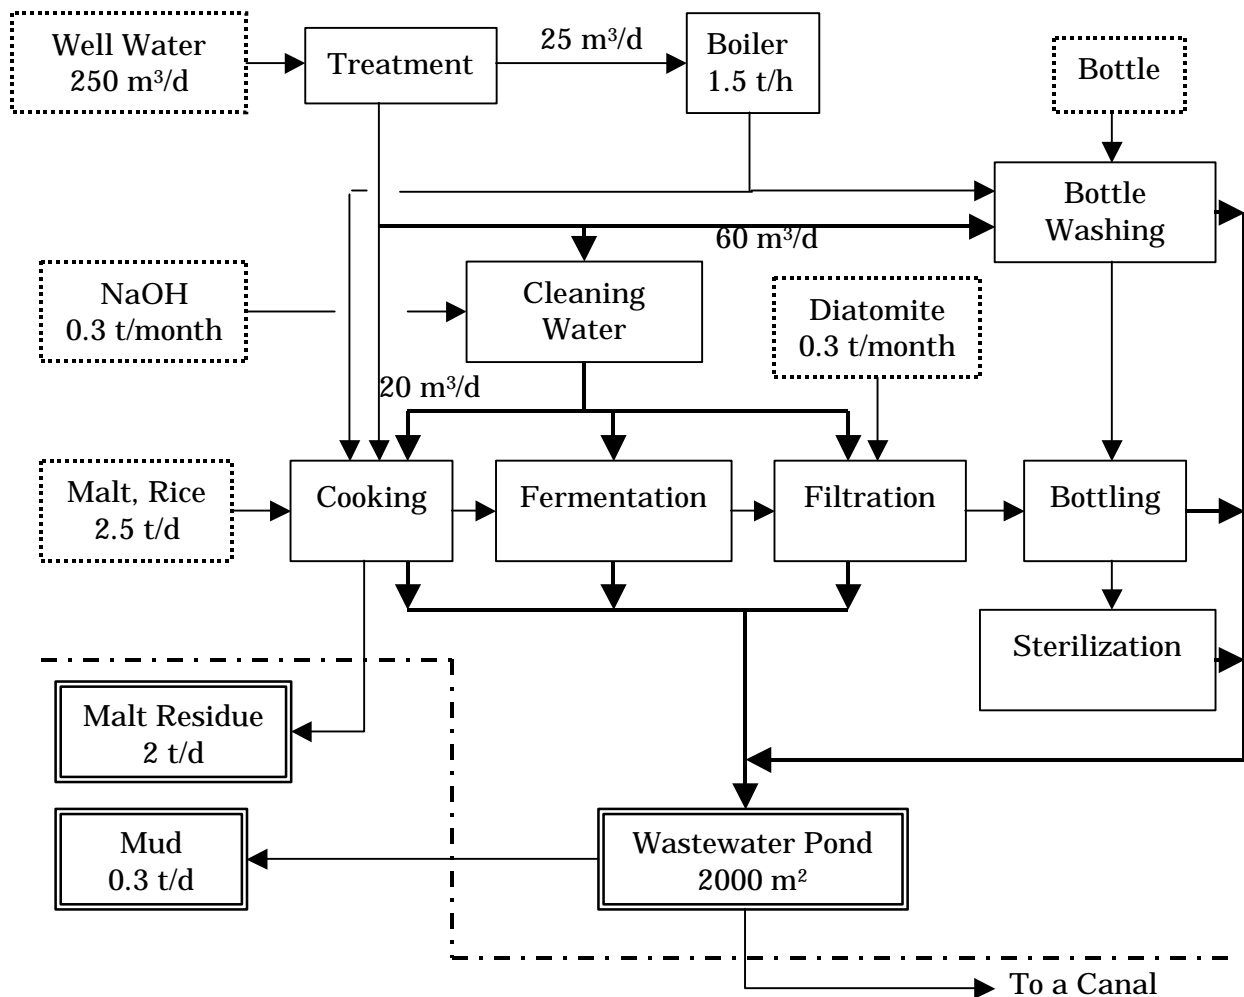 Well Water
250 m³/d
Treatment
25 m³/d
Boiler
1.5 t/h
Bottle
Bottle
Washing
60 m³/d
NaOH
0.3 t/month
Cleaning
Water
Diatomite
0.3 t/month
20 m³/d
Malt, Rice
2.5 t/d
Cooking
Fermentation
Filtration
Bottling
Sterilization
Malt Residue
2 t/d
Mud
0.3 t/d
Wastewater Pond
2000 m²
To a Canal